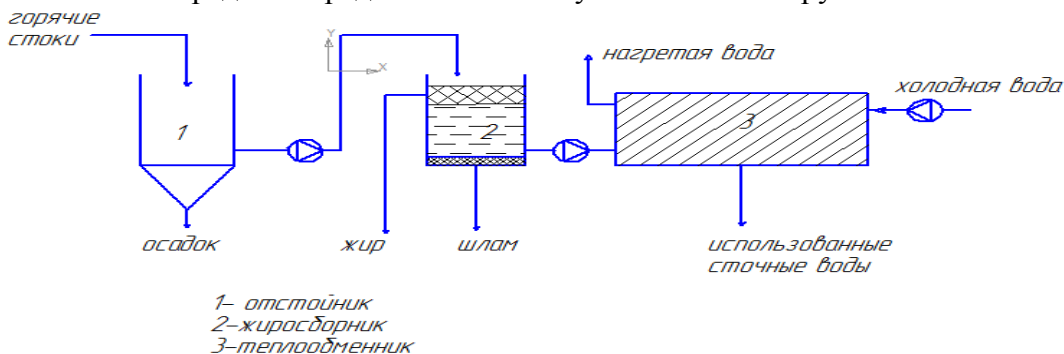 горячие
стоки
нагретая вода
холодная вода
Y
X
1
2
3
осадок
жир
шлам
использованные
сточные воды
1- отстойник
2-жиросборник
3-теплообменник